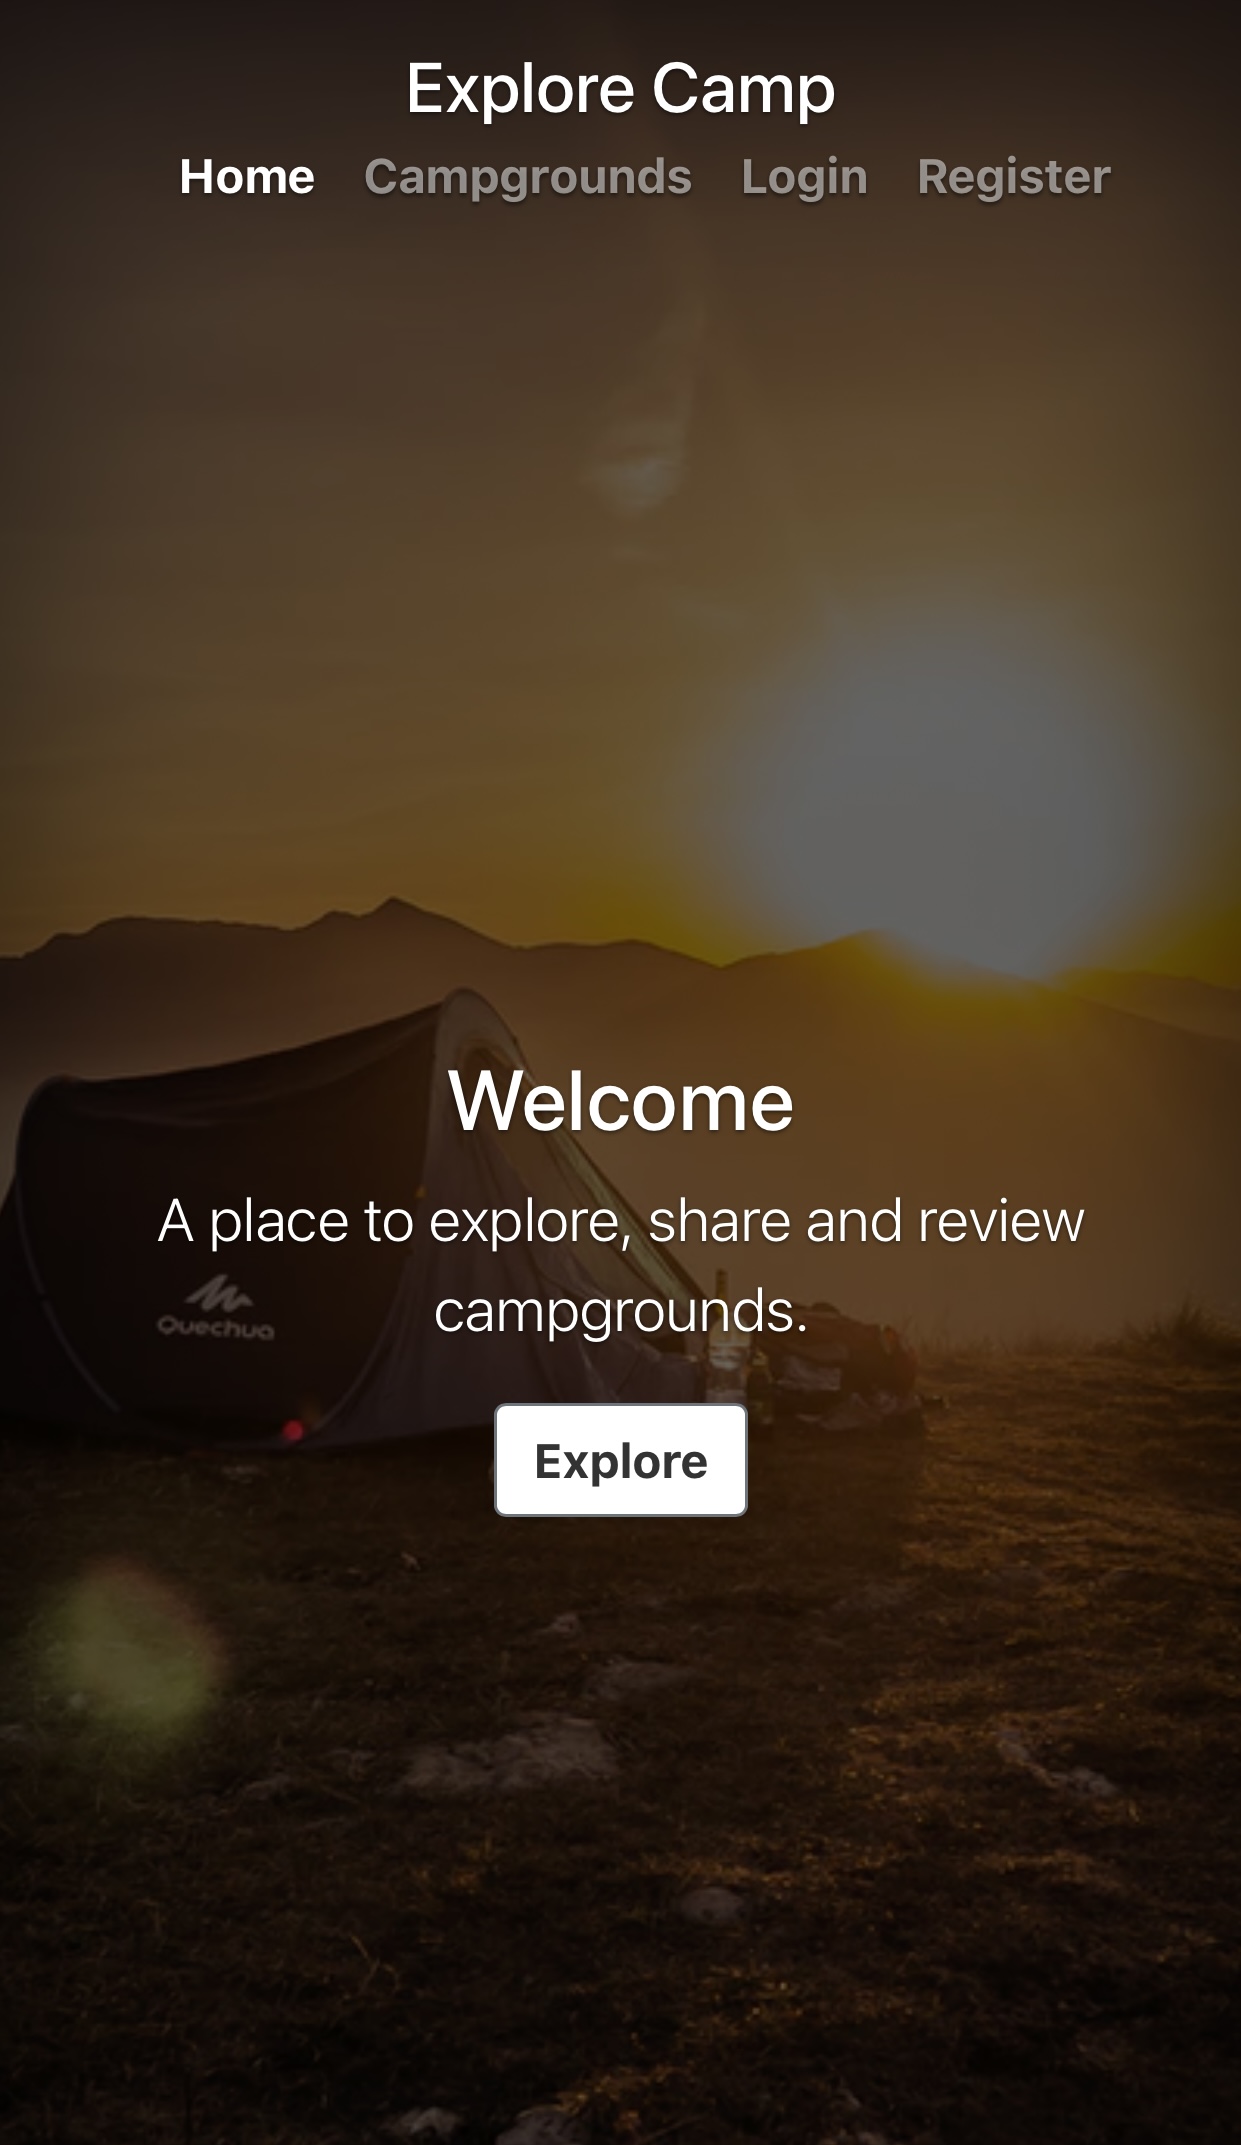 Explore Camp
Home Campgrounds Login Register
Welcome
A place to explore, share and review
campgrounds.
Quechua
Explore